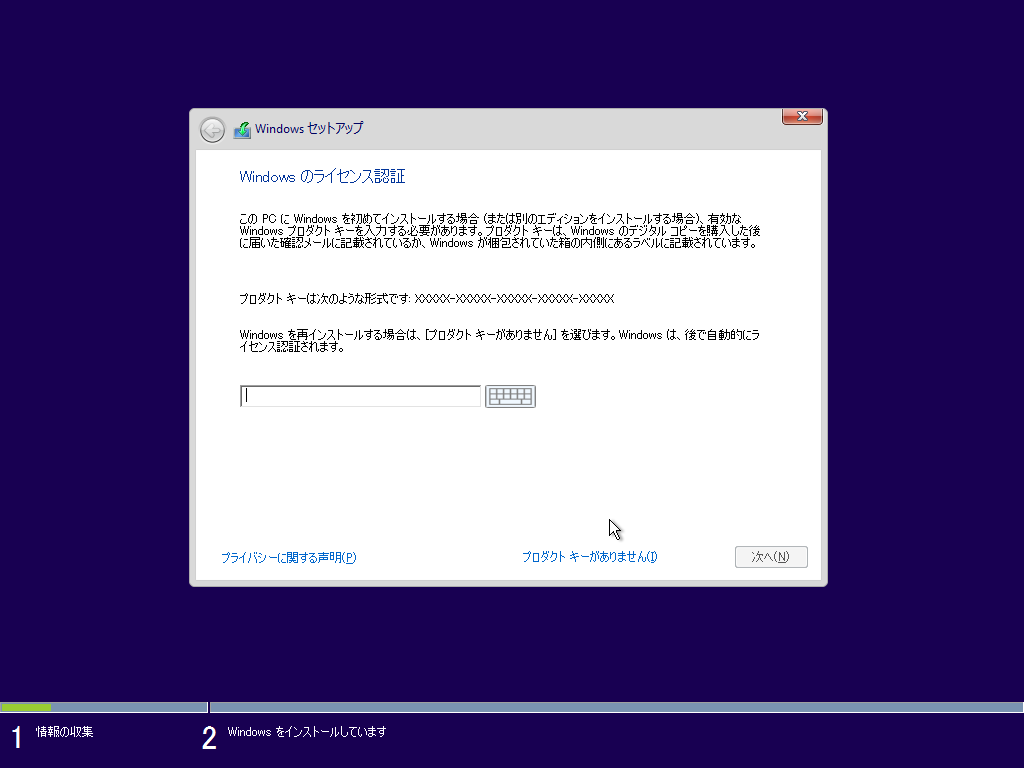 Windows セットアップ
Windows のライセンス認証
この PC に Windows を初めてインストールする場合 (または別のエディションをインストールする場合)、有効な
Windows プロダクト キーを入力する必要があります。プロダクト キーは、Windows のデジタル コピーを購入した後
に届いた確認メールに記載されているか、Windows が梱包されていた箱の内側にあるラベルに記載されています。
プロダクト キーは次のような形式です: XXXXX-XXXXX-XXXXX-XXXXX-XXXXX
Windows を再インストールする場合は、[プロダクト キーがありません] を選びます。Windows は、後で自動的にラ
イセンス認証されます。
プライバシーに関する声明(P)
プロダクト キーがありません(I)
次へ(N)
1 情報の収集
2 Windows をインストールしています